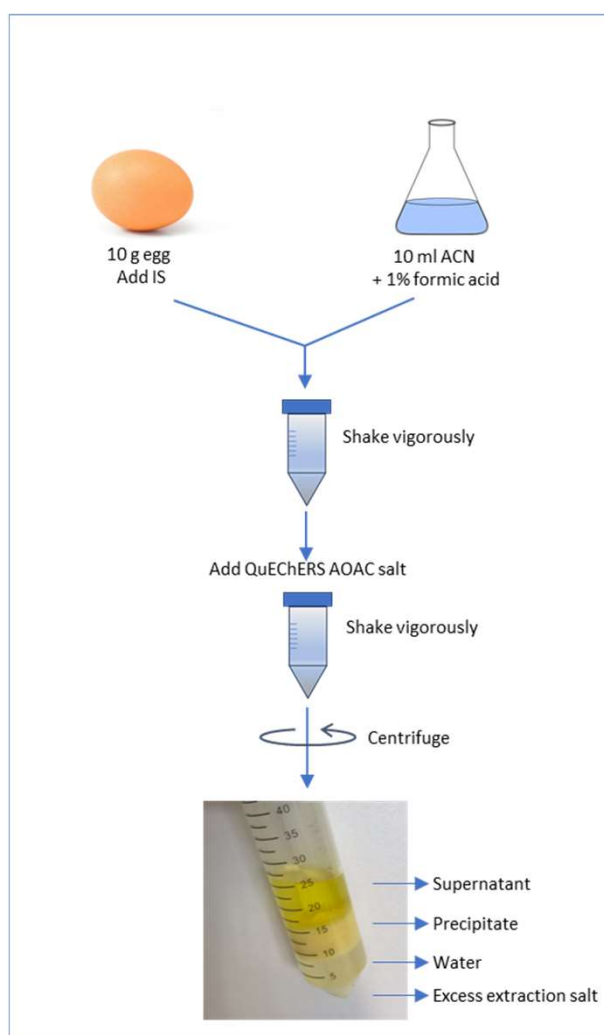 10 g egg
Add IS
10 ml ACN
+ 1% formic acid
Shake vigorously
Add QuEChERS AOAC salt
Shake vigorously
Centrifuge
40
35
30
25
20
15
10
5
Supernatant
Precipitate
Water
Excess extraction salt